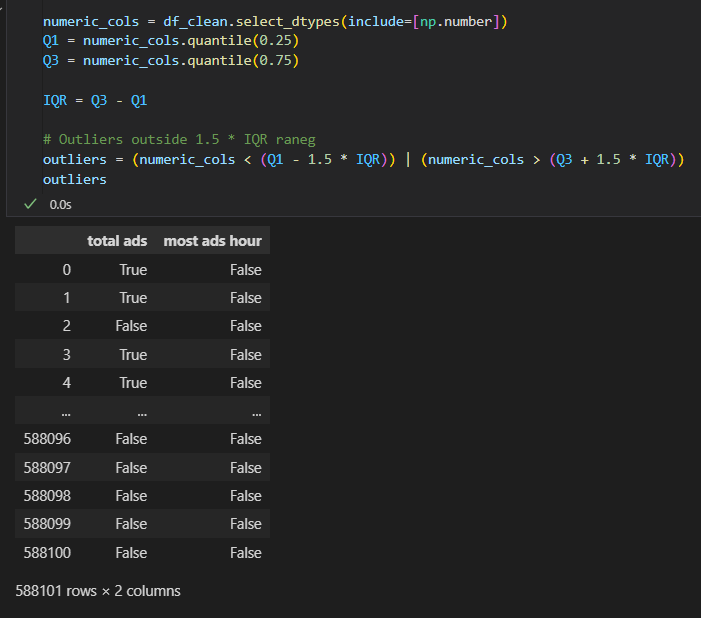 numeric_cols = df_clean.select_dtypes(include=[np.number])
Q1 = numeric_cols.quantile(0.25)
Q3 = numeric_cols.quantile(0.75)
IQR = Q3 - Q1
# Outliers outside 1.5 * IQR raneg
outliers = (numeric_cols < (Q1 - 1.5 * IQR)) | (numeric_cols > (Q3 + 1.5 * IQR))
outliers
✓ 0.0s
total ads most ads hour
0 True False
1 True False
2 False False
3 True False
4 True False
... ... ...
588096 False False
588097 False False
588098 False False
588099 False False
588100 False False
588101 rows × 2 columns